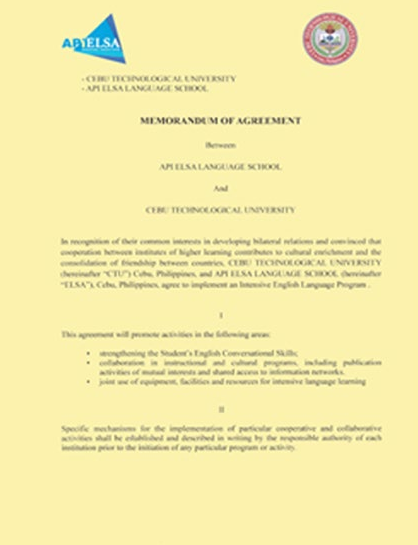 APIELSA
- CEBU TECHNOLOGICAL UNIVERSITY
- API ELSA LANGUAGE SCHOOL
MEMORANDUM OF AGREEMENT
Between
API ELSA LANGUAGE SCHOOL
And
CEBU TECHNOLOGICAL UNIVERSITY
In recognition of their common interests in developing bilateral relations and convinced that
cooperation between institutes of higher learning contributes to cultural enrichment and the
consolidation of friendship between countries, CEBU TECHNOLOGICAL UNIVERSITY
(hereinafter “CTU”) Cebu, Philippines, and API ELSA LANGUAGE SCHOOL (hereinafter
“ELSA”), Cebu, Philippines, agree to implement an Intensive English Language Program .
I
This agreement will promote activities in the following areas:
• strengthening the Student’s English Conversational Skills;
• collaboration in instructional and cultural programs, including publication
activities of mutual interests and shared access to information networks.
• joint use of equipment, facilities and resources for intensive language learning
II
Specific mechanisms for the implementation of particular cooperative and collaborative
activities shall be established and described in writing by the responsible authority of each
institution prior to the initiation of any particular program or activity.